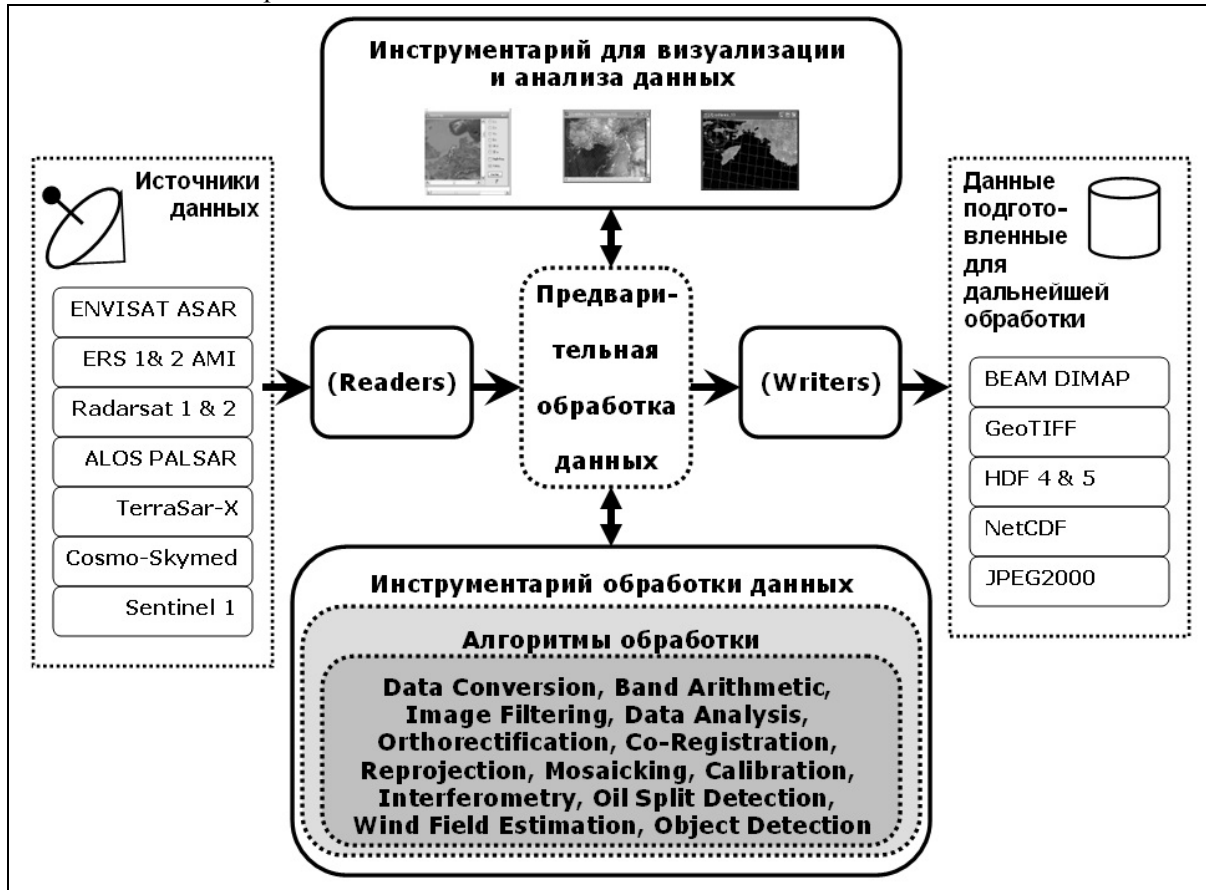 Инструментарий для визуализации
и анализа данных
Источники
данных
ENVISAT ASAR
ERS 1& 2 AMI
Radarsat 1 & 2
ALOS PALSAR
TerraSar-X
Cosmo-Skymed
Sentinel 1
(Readers)
Предвари-
тельная
обработка
данных
(Writers)
Данные
подгото-
вленные
для
дальнейшей
обработки
BEAM DIMAP
GeoTIFF
HDF 4 & 5
NetCDF
JPEG2000
Инструментарий обработки данных
Алгоритмы обработки
Data Conversion, Band Arithmetic,
Image Filtering, Data Analysis,
Orthorectification, Co-Registration,
Reprojection, Mosaicking, Calibration,
Interferometry, Oil Split Detection,
Wind Field Estimation, Object Detection